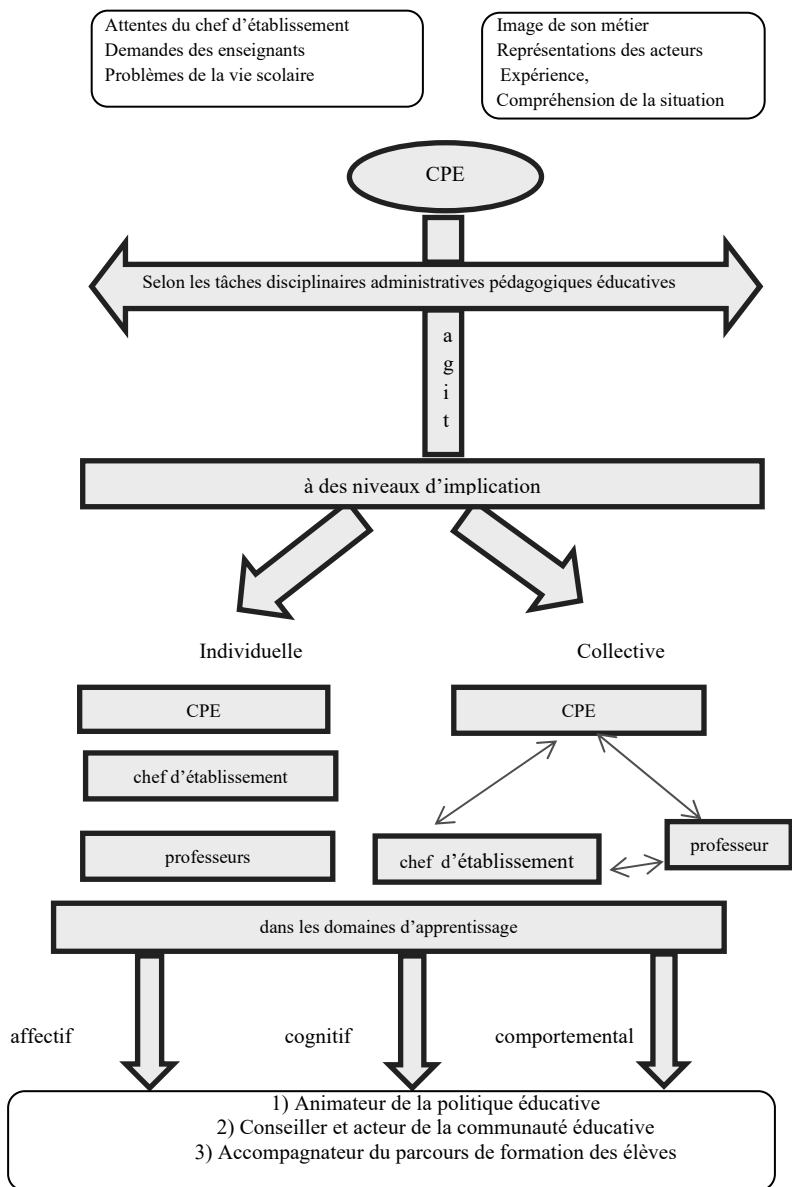 Attentes du chef d’établissement
Demandes des enseignants
Problèmes de la vie scolaire
Image de son métier
Représentations des acteurs
Expérience,
Compréhension de la situation
CPE
Selon les tâches disciplinaires administratives pédagogiques éducatives
a
g
i
t
à des niveaux d’implication
Individuelle
Collective
CPE
CPE
chef d’établissement
professeurs
chef d’établissement
professeur
dans les domaines d’apprentissage
affectif
cognitif
comportemental
1) Animateur de la politique éducative
2) Conseiller et acteur de la communauté éducative
3) Accompagnateur du parcours de formation des élèves